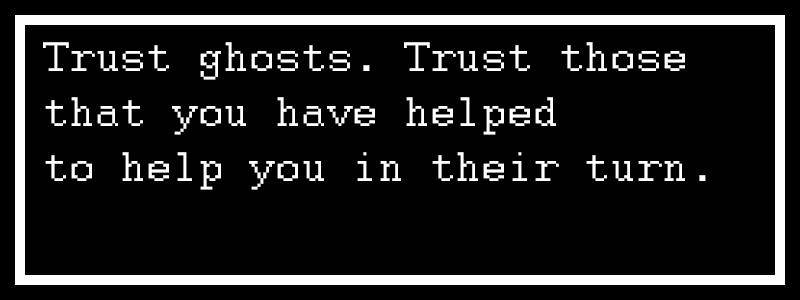 Trust ghosts. Trust those
that you have helped
to help you in their turn.